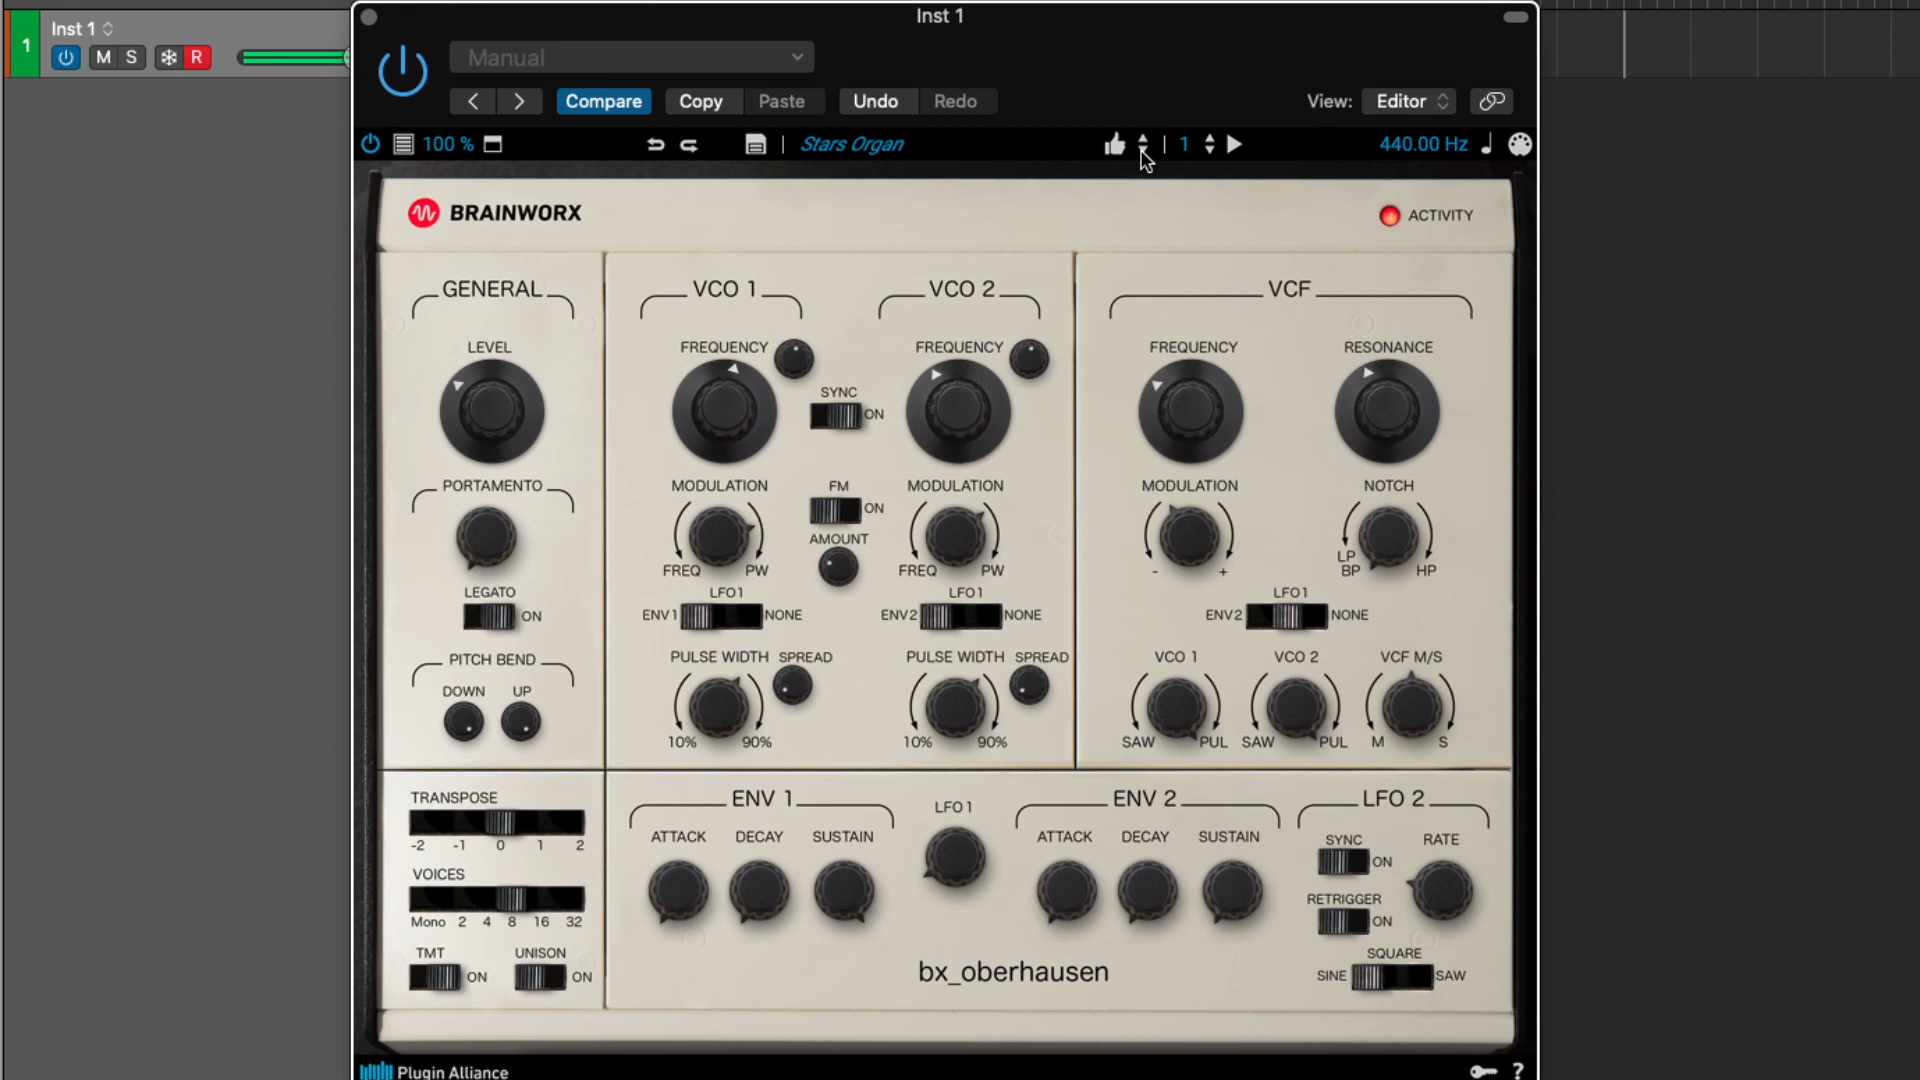 Inst 1
1
Inst 1
M S R
Manual
Compare Copy Paste Undo Redo
View: Editor
100 % Stars Organ 1 440.00 Hz
BRAINWORX
ACTIVITY
GENERAL
LEVEL
PORTAMENTO
LEGATO
ON
PITCH BEND
DOWN UP
VCO 1
FREQUENCY
SYNC
ON
MODULATION
FREQ PW
FM
ON
AMOUNT
LFO1
ENV1 NONE
PULSE WIDTH SPREAD
10% 90%
VCO 2
FREQUENCY
MODULATION
FREQ PW
LFO1
ENV2 NONE
PULSE WIDTH SPREAD
10% 90%
VCF
FREQUENCY RESONANCE
MODULATION NOTCH
- +
LP
BP HP
LFO1
ENV2 NONE
VCO 1 VCO 2 VCF M/S
SAW PUL SAW PUL M S
TRANSPOSE
-2 -1 0 1 2
VOICES
Mono 2 4 8 16 32
TMT UNISON
ON ON
ENV 1
ATTACK DECAY SUSTAIN
LFO1
ENV 2
ATTACK DECAY SUSTAIN
LFO 2
SYNC RATE
ON
RETRIGGER
ON
SQUARE
SINE SAW
bx_oberhausen
Plugin Alliance ?